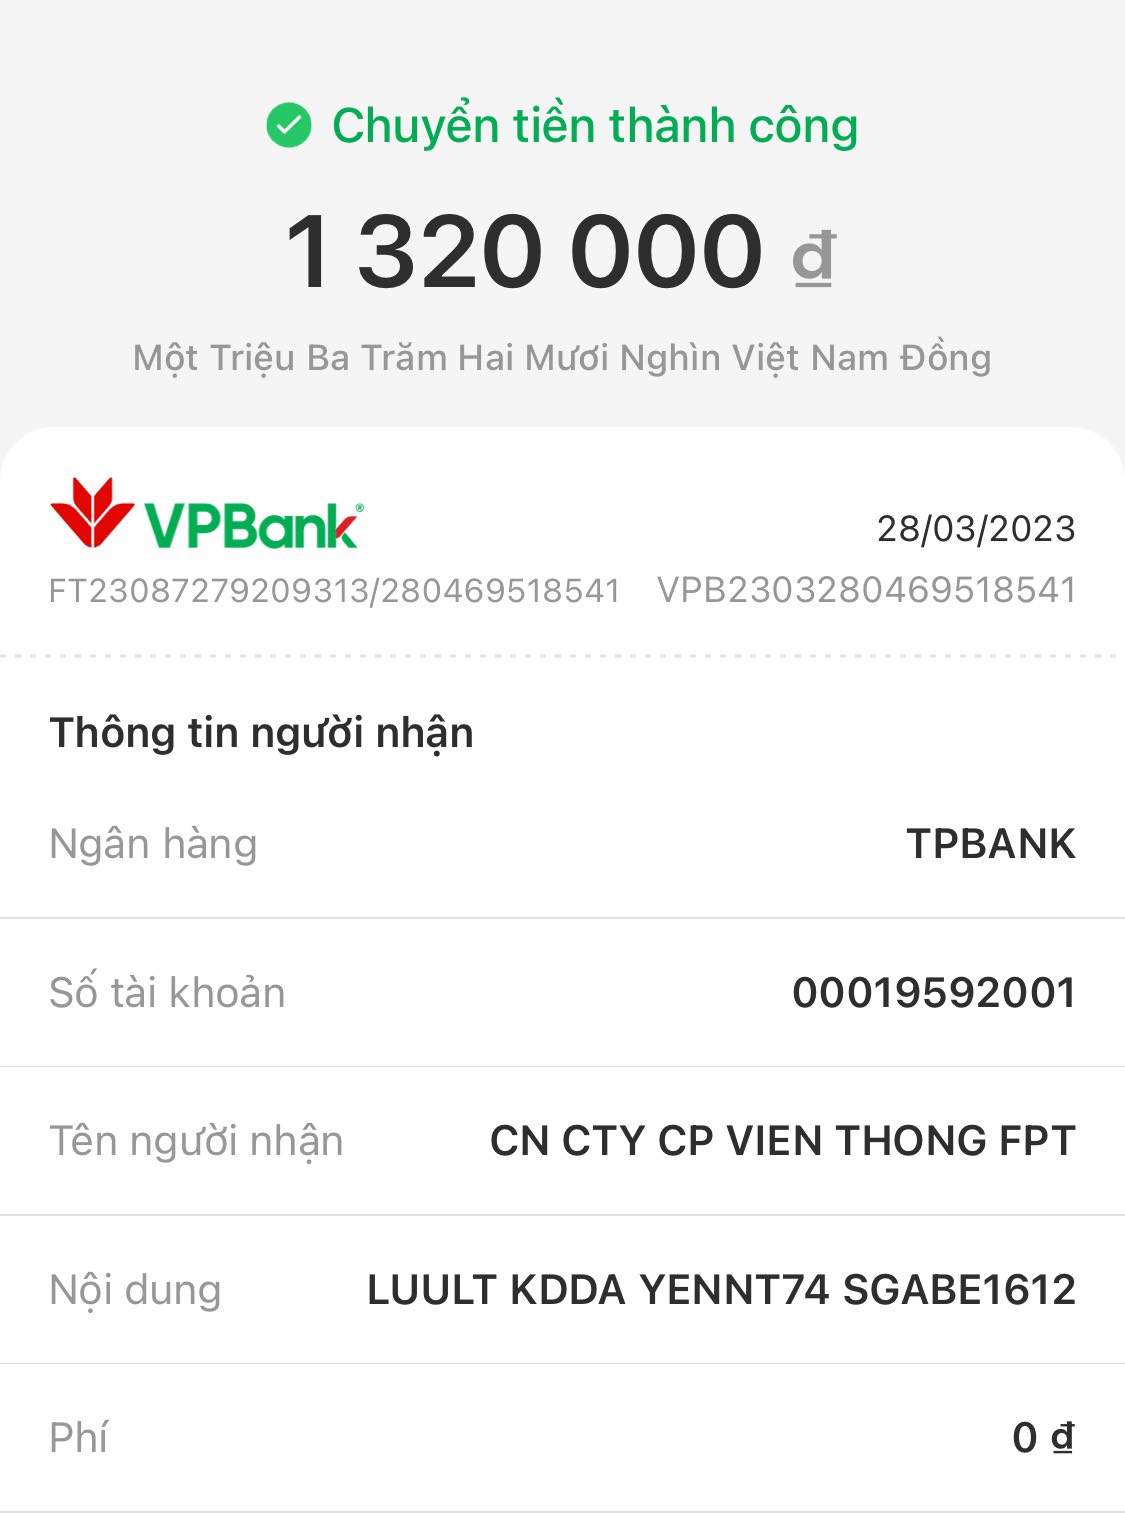 Chuyển tiền thành công
1 320 000 đ
Một Triệu Ba Trăm Hai Mươi Nghìn Việt Nam Đồng
VPBank®
28/03/2023
FT23087279209313/280469518541 VPB2303280469518541
Thông tin người nhận
Ngân hàng TPBANK
Số tài khoản 00019592001
Tên người nhận CN CTY CP VIEN THONG FPT
Nội dung LUULT KDDA YENNT74 SGABE1612
Phí 0 đ